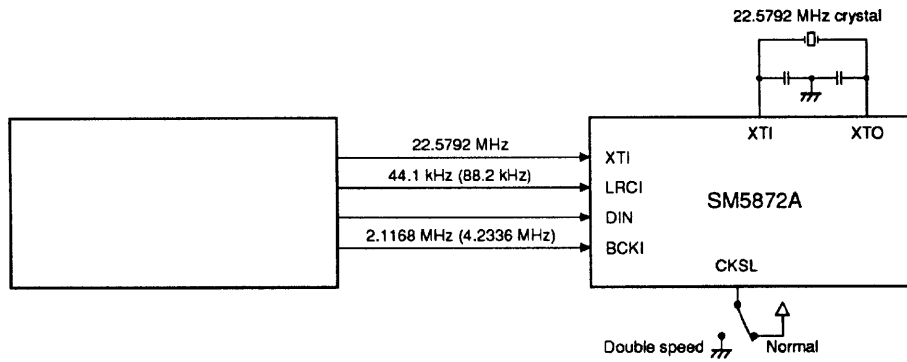 22.5792 MHz crystal
XTI
XTO
22.5792 MHz
XTI
44.1 kHz (88.2 kHz)
LRCI
SM5872A
DIN
2.1168 MHz (4.2336 MHz)
BCKI
CKSL
Double speed
Normal